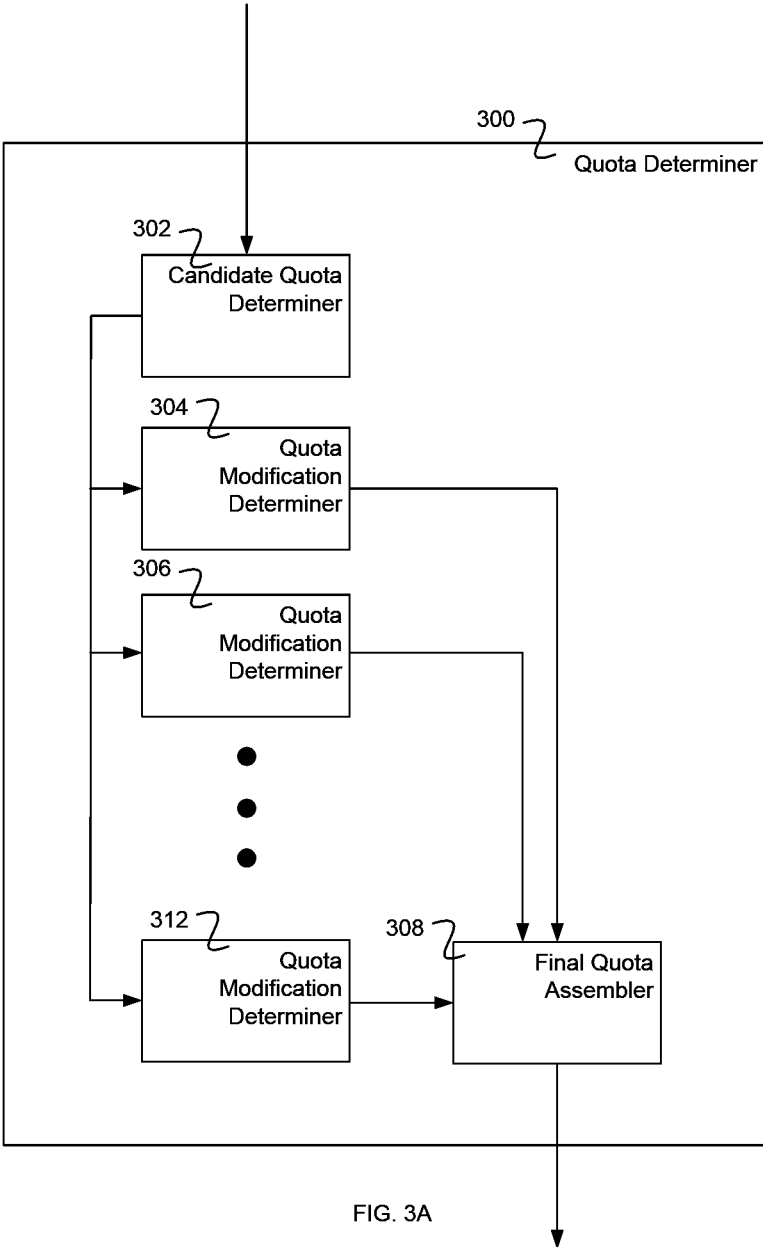 300
Quota Determiner
302
Candidate Quota
Determiner
304
Quota
Modification
Determiner
306
Quota
Modification
Determiner
312
Quota
Modification
Determiner
308
Final Quota
Assembler
FIG. 3A